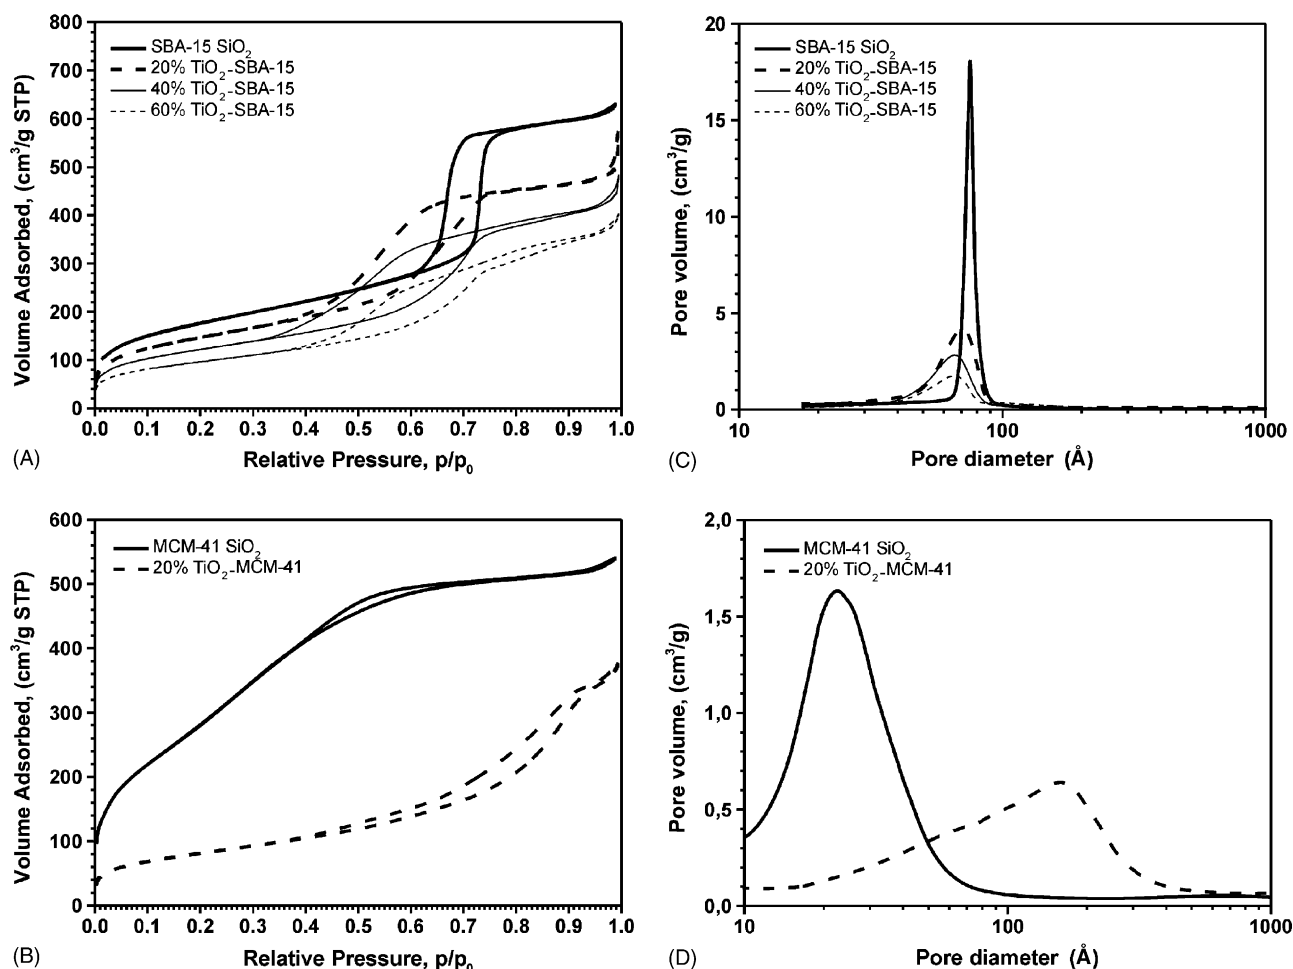 800
700
600
500
400
300
200
100
0
Volume Adsorbed, (cm³/g STP)
SBA-15 SiO₂
20% TiO₂-SBA-15
40% TiO₂-SBA-15
60% TiO₂-SBA-15
0.0 0.1 0.2 0.3 0.4 0.5 0.6 0.7 0.8 0.9 1.0
Relative Pressure, p/p₀
(A)
20
15
10
5
0
Pore volume, (cm³/g)
SBA-15 SiO₂
20% TiO₂-SBA-15
40% TiO₂-SBA-15
60% TiO₂-SBA-15
10 100 1000
Pore diameter (Å)
(C)
600
500
400
300
200
100
0
Volume Adsorbed, (cm³/g STP)
MCM-41 SiO₂
20% TiO₂-MCM-41
0.0 0.1 0.2 0.3 0.4 0.5 0.6 0.7 0.8 0.9 1.0
Relative Pressure, p/p₀
(B)
2,0
1,5
1,0
0,5
0,0
Pore volume, (cm³/g)
MCM-41 SiO₂
20% TiO₂-MCM-41
10 100 1000
Pore diameter (Å)
(D)